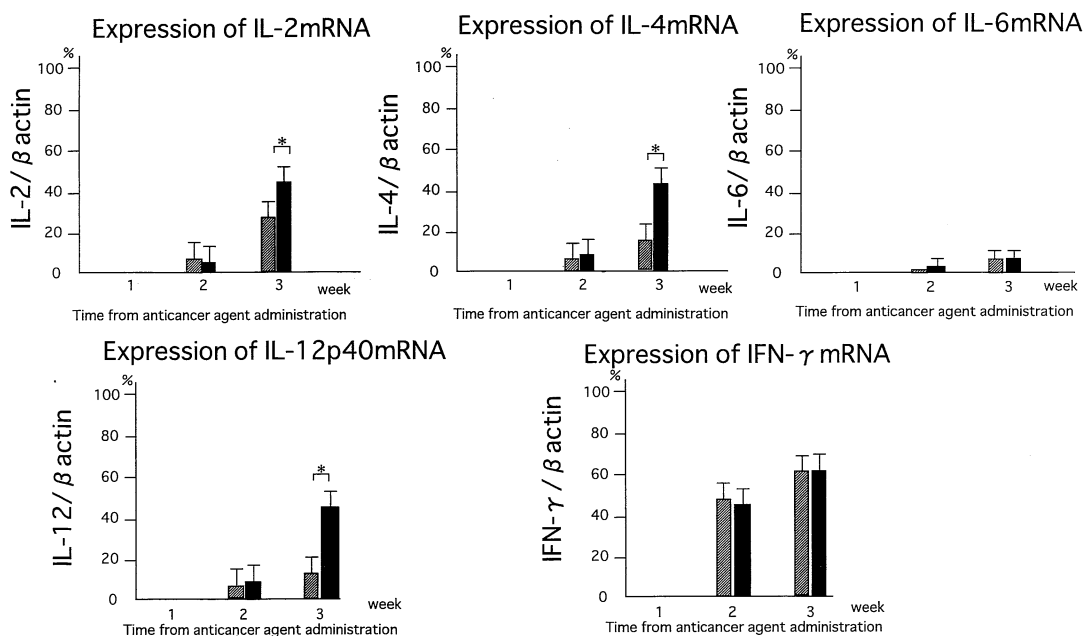 Expression of IL-2mRNA
%
100
80
60
40
20
0
IL-2/ β actin
*
1 2 3 week
Time from anticancer agent administration
Expression of IL-4mRNA
%
100
80
60
40
20
0
IL-4/ β actin
*
1 2 3 week
Time from anticancer agent administration
Expression of IL-6mRNA
%
100
80
60
40
20
0
IL-6/ β actin
1 2 3 week
Time from anticancer agent administration
Expression of IL-12p40mRNA
%
100
80
60
40
20
0
IL-12/ β actin
*
1 2 3 week
Time from anticancer agent administration
Expression of IFN-γ mRNA
%
100
80
60
40
20
0
IFN-γ / β actin
1 2 3 week
Time from anticancer agent administration